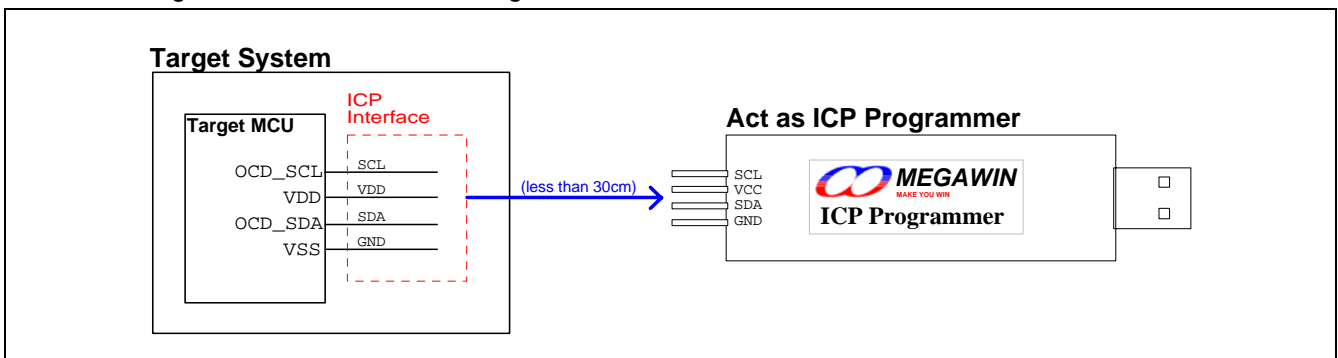 Target System
ICP
Interface
Target MCU
OCD_SCL SCL
VDD VDD
OCD_SDA SDA
VSS GND
(less than 30cm)
Act as ICP Programmer
SCL
VCC
SDA
GND
MEGAWIN
MAKE YOU WIN
ICP Programmer